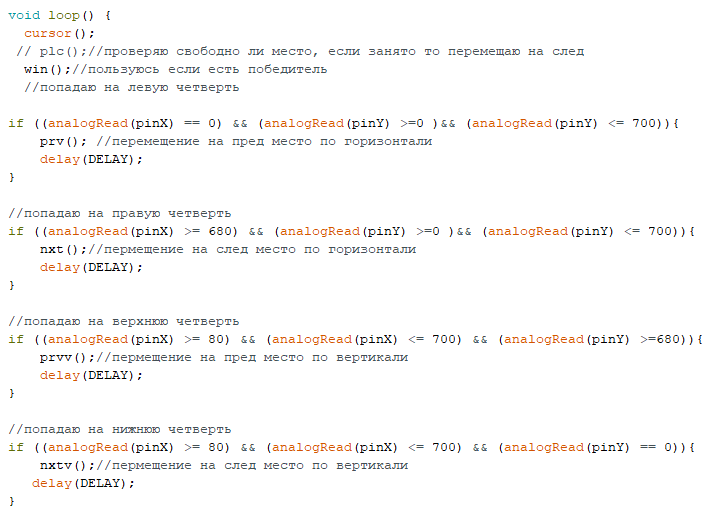 void loop() {
cursor();
// plc();//проверяю свободно ли место, если занято то перемещаю на след
win();//пользуюсь если есть победитель
//попадаю на левую четверть
if ((analogRead(pinX) == 0) && (analogRead(pinY) >=0 )&& (analogRead(pinY) <= 700)){
prv(); //перемещение на пред место по горизонтали
delay(DELAY);
}
//попадаю на правую четверть
if ((analogRead(pinX) >= 680) && (analogRead(pinY) >=0 )&& (analogRead(pinY) <= 700)){
nxt();//пермещение на след место по горизонтали
delay(DELAY);
}
//попадаю на верхнюю четверть
if ((analogRead(pinX) >= 80) && (analogRead(pinX) <= 700) && (analogRead(pinY) >=680)){
prvv();//пермещение на пред место по вертикали
delay(DELAY);
}
//попадаю на нижнюю четверть
if ((analogRead(pinX) >= 80) && (analogRead(pinX) <= 700) && (analogRead(pinY) == 0)){
nxtv();//пермещение на след место по вертикали
delay(DELAY);
}